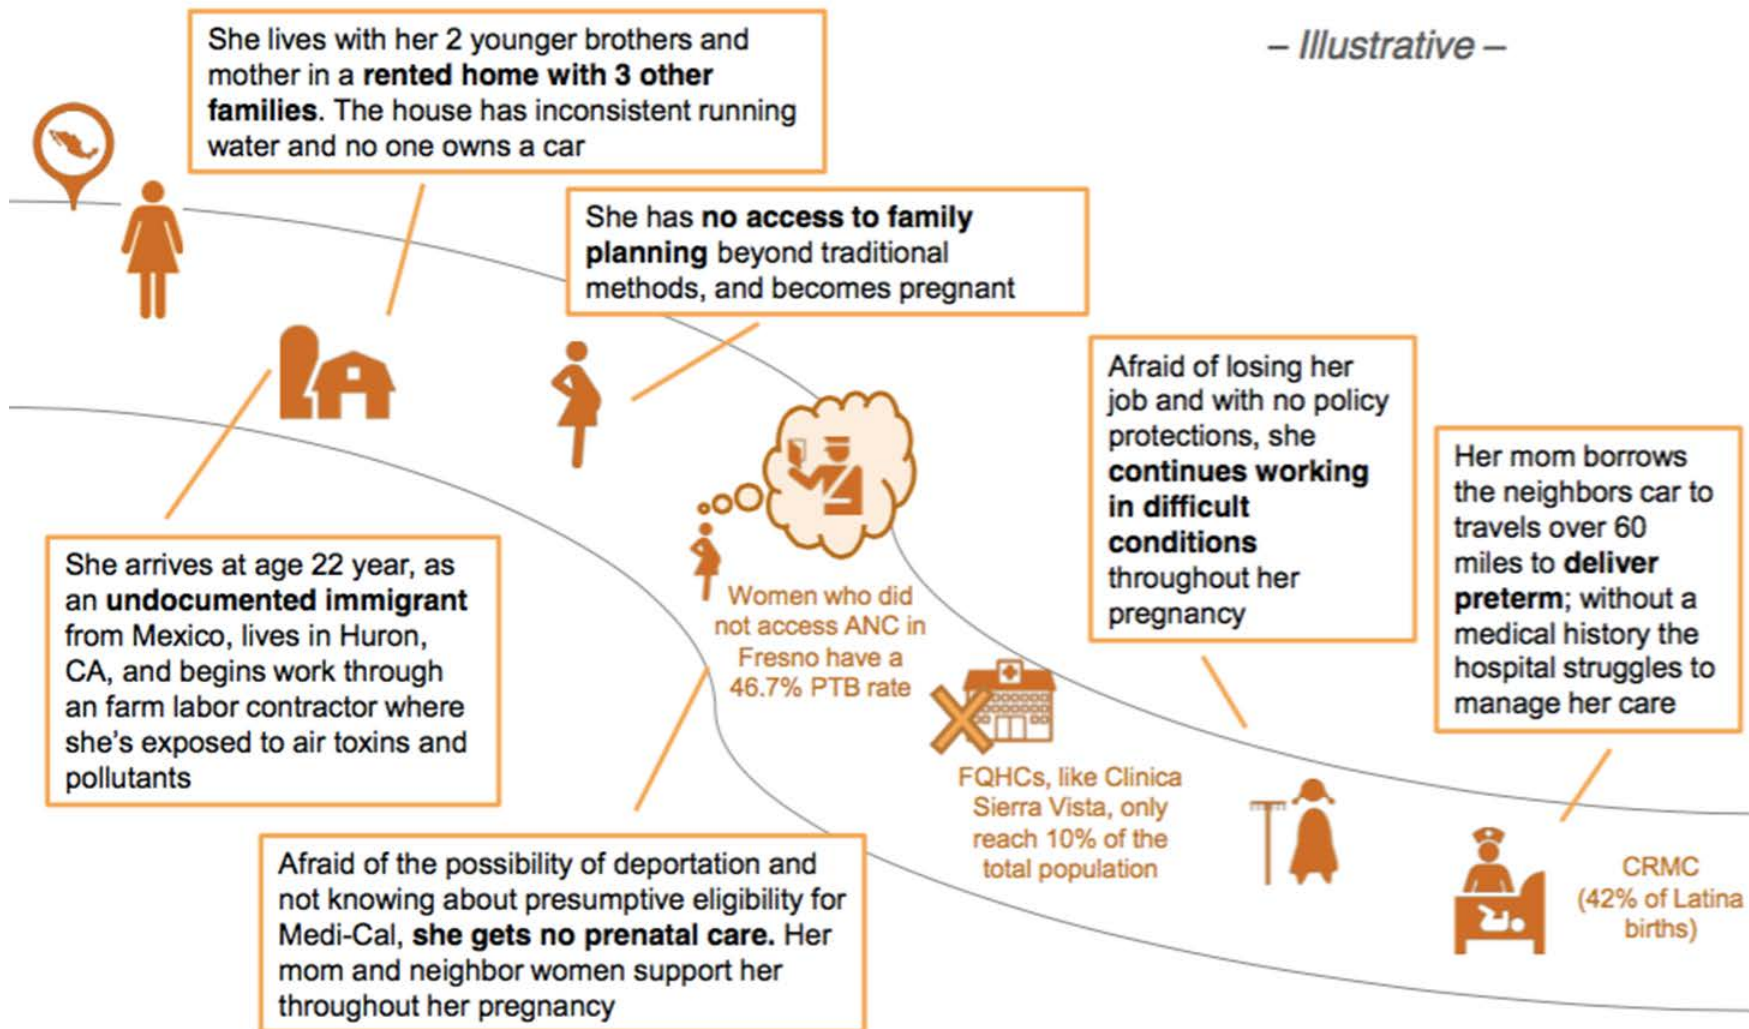 – Illustrative –
She lives with her 2 younger brothers and
mother in a rented home with 3 other
families. The house has inconsistent running
water and no one owns a car
She has no access to family
planning beyond traditional
methods, and becomes pregnant
She arrives at age 22 year, as
an undocumented immigrant
from Mexico, lives in Huron,
CA, and begins work through
an farm labor contractor where
she's exposed to air toxins and
pollutants
Women who did
not access ANC in
Fresno have a
46.7% PTB rate
Afraid of the possibility of deportation and
not knowing about presumptive eligibility for
Medi-Cal, she gets no prenatal care. Her
mom and neighbor women support her
throughout her pregnancy
FQHCs, like Clinica
Sierra Vista, only
reach 10% of the
total population
Afraid of losing her
job and with no policy
protections, she
continues working
in difficult
conditions
throughout her
pregnancy
Her mom borrows
the neighbors car to
travels over 60
miles to deliver
preterm; without a
medical history the
hospital struggles to
manage her care
CRMC
(42% of Latina
births)